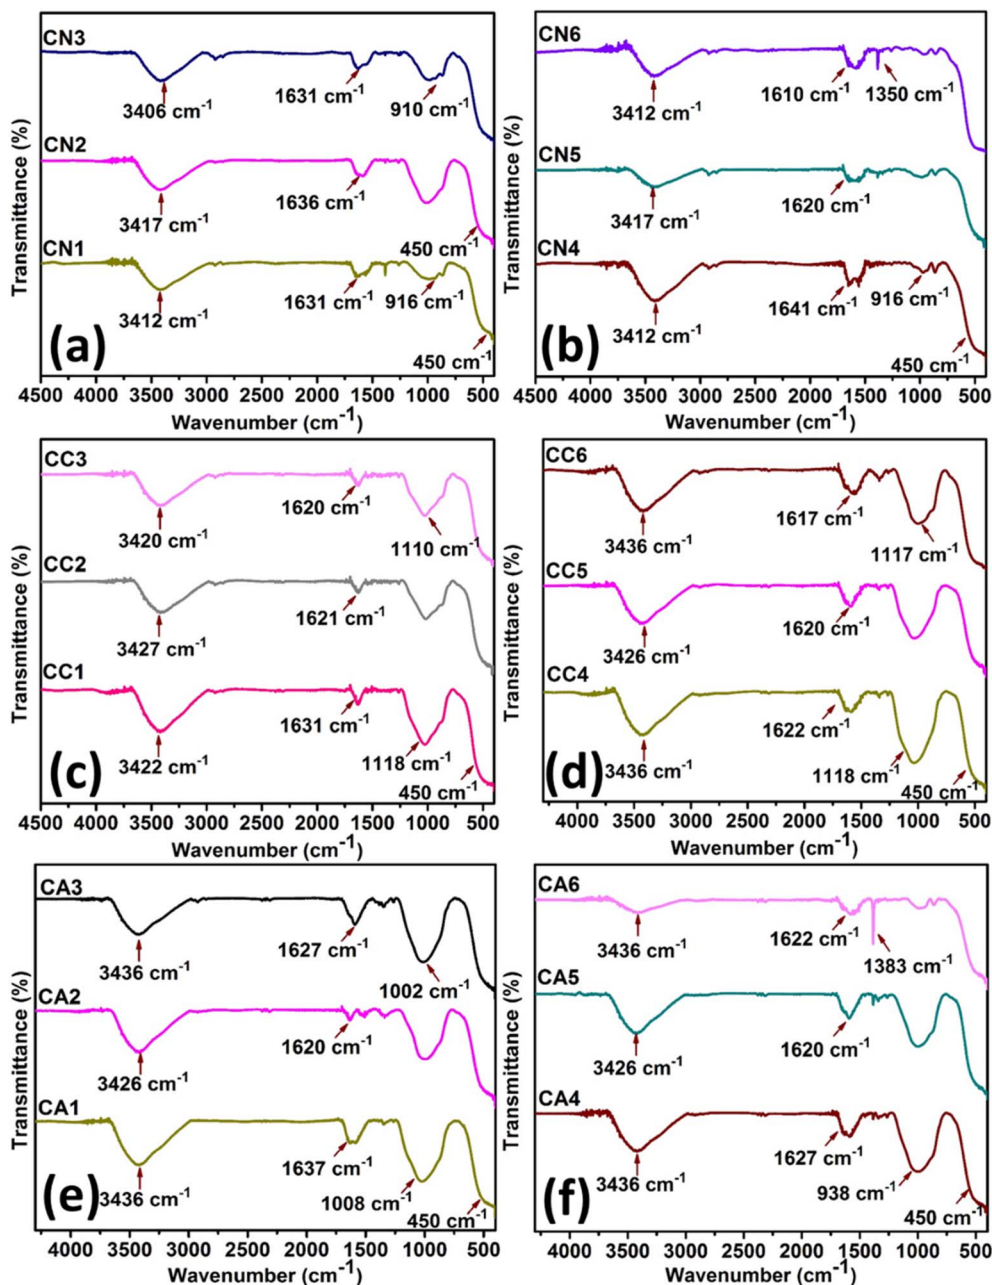 CN3
3406 cm-1
1631 cm-1
910 cm-1
CN2
3417 cm-1
1636 cm-1
450 cm-1
CN1
3412 cm-1
1631 cm-1
916 cm-1
450 cm-1
(a)
Transmittance (%)
4500 4000 3500 3000 2500 2000 1500 1000 500
Wavenumber (cm-1)
CN6
3412 cm-1
1610 cm-1
1350 cm-1
CN5
3417 cm-1
1620 cm-1
CN4
3412 cm-1
1641 cm-1
916 cm-1
450 cm-1
(b)
Transmittance (%)
4500 4000 3500 3000 2500 2000 1500 1000 500
Wavenumber (cm-1)
CC3
3420 cm-1
1620 cm-1
1110 cm-1
CC2
3427 cm-1
1621 cm-1
CC1
3422 cm-1
1631 cm-1
1118 cm-1
450 cm-1
(c)
Transmittance (%)
4500 4000 3500 3000 2500 2000 1500 1000 500
Wavenumber (cm-1)
CC6
3436 cm-1
1617 cm-1
1117 cm-1
CC5
3426 cm-1
1620 cm-1
CC4
3436 cm-1
1622 cm-1
1118 cm-1
450 cm-1
(d)
Transmittance (%)
4000 3500 3000 2500 2000 1500 1000 500
Wavenumber (cm-1)
CA3
3436 cm-1
1627 cm-1
1002 cm-1
CA2
3426 cm-1
1620 cm-1
CA1
3436 cm-1
1637 cm-1
1008 cm-1
450 cm-1
(e)
Transmittance (%)
4000 3500 3000 2500 2000 1500 1000 500
Wavenumber (cm-1)
CA6
3436 cm-1
1622 cm-1
1383 cm-1
CA5
3426 cm-1
1620 cm-1
CA4
3436 cm-1
1627 cm-1
938 cm-1
450 cm-1
(f)
Transmittance (%)
4000 3500 3000 2500 2000 1500 1000 500
Wavenumber (cm-1)